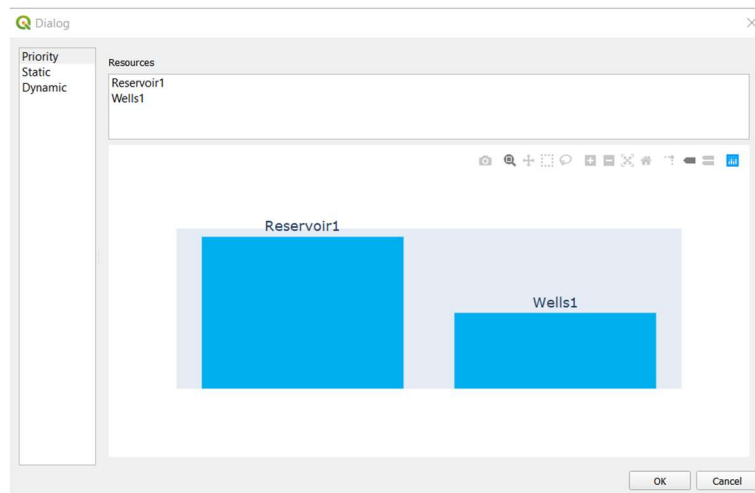 Dialog
Priority
Static
Dynamic
Resources
Reservoir1
Wells1
Reservoir1
Wells1
OK
Cancel